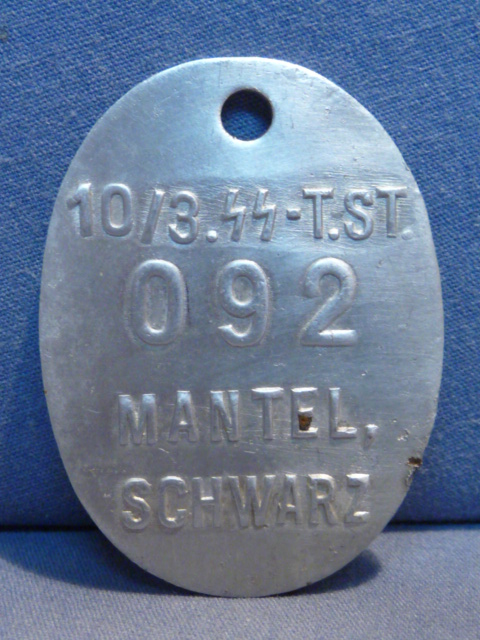 10/3.ᛋᛋ-T.ST.
092
MANTEL,
SCHWARZ